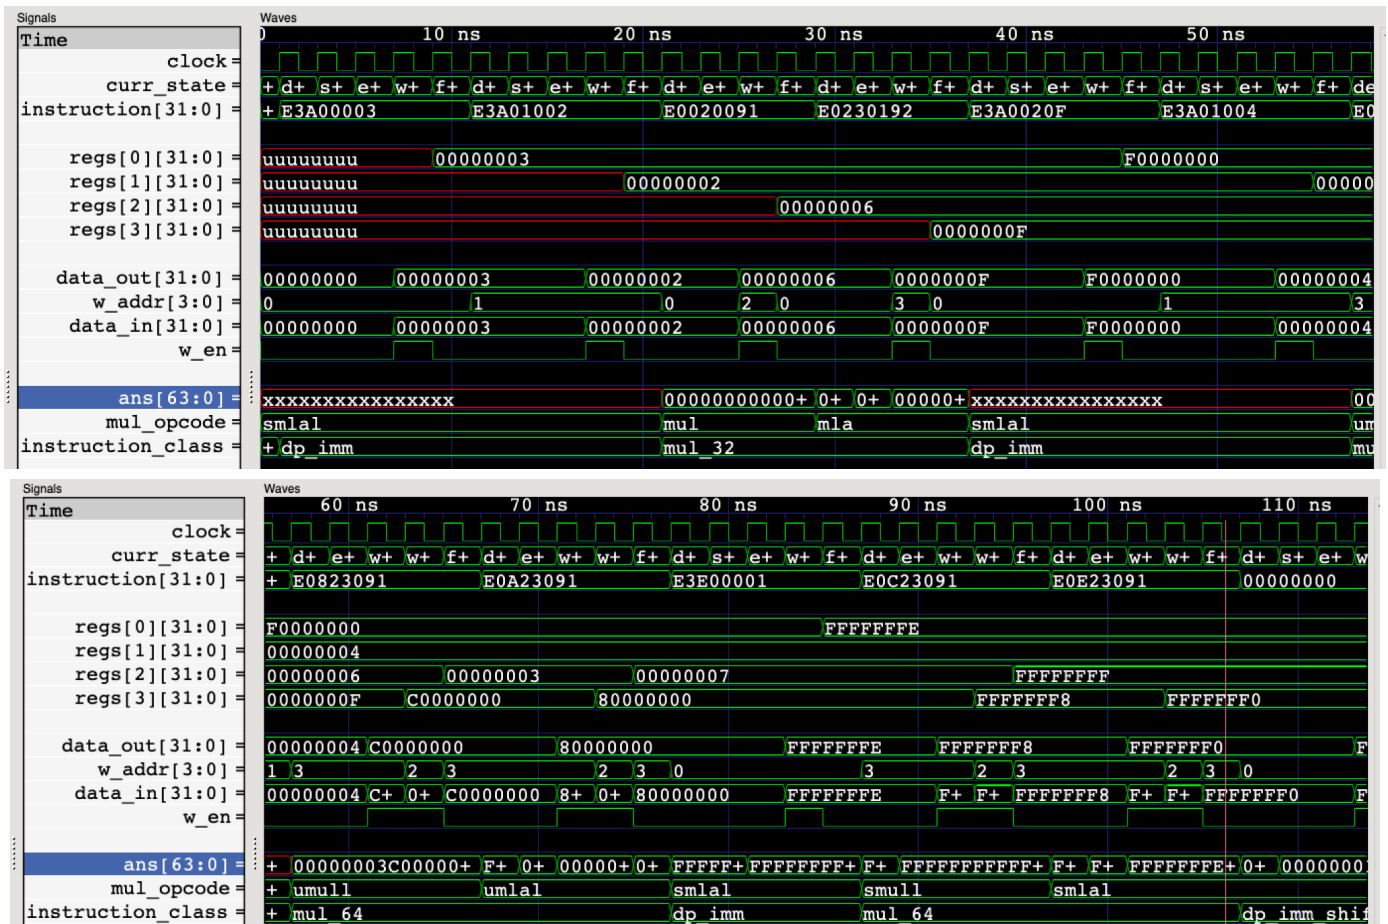 Signals Waves
Time 0 10 ns 20 ns 30 ns 40 ns 50 ns
clock=
curr_state = + d+ s+ e+ w+ f+ d+ s+ e+ w+ f+ d+ e+ w+ f+ d+ e+ w+ f+ d+ s+ e+ w+ f+ d+ s+ e+ w+ f+ de
instruction[31:0] = + E3A00003 E3A01002 E0020091 E0230192 E3A0020F E3A01004 E0
regs[0][31:0] = uuuuuuuu 00000003 F0000000
regs[1][31:0] = uuuuuuuu 00000002 00000
regs[2][31:0] = uuuuuuuu 00000006
regs[3][31:0] = uuuuuuuu 0000000F
data_out[31:0] = 00000000 00000003 00000002 00000006 0000000F F0000000 00000004
w_addr[3:0] = 0 1 0 2 0 3 0 1 3
data_in[31:0] = 00000000 00000003 00000002 00000006 0000000F F0000000 00000004
w_en=
ans[63:0] = xxxxxxxxxxxxxxxx 00000000000+ 0+ 0+ 00000+ xxxxxxxxxxxxxxxx 00
mul_opcode = smlal mul mla smlal um
instruction_class = + dp_imm mul_32 dp_imm mu
Signals Waves
Time 60 ns 70 ns 80 ns 90 ns 100 ns 110 ns
clock=
curr_state = + d+ e+ w+ w+ f+ d+ e+ w+ w+ f+ d+ s+ e+ w+ f+ d+ e+ w+ w+ f+ d+ e+ w+ w+ f+ d+ s+ e+ w
instruction[31:0] = + E0823091 E0A23091 E3E00001 E0C23091 E0E23091 00000000
regs[0][31:0] = F0000000 FFFFFFFE
regs[1][31:0] = 00000004
regs[2][31:0] = 00000006 00000003 00000007 FFFFFFFF
regs[3][31:0] = 0000000F C0000000 80000000 FFFFFFF8 FFFFFFF0
data_out[31:0] = 00000004 C0000000 80000000 FFFFFFFE FFFFFFF8 FFFFFFF0 F
w_addr[3:0] = 1 3 2 3 2 3 0 3 2 3 2 3 0
data_in[31:0] = 00000004 C+ 0+ C0000000 8+ 0+ 80000000 FFFFFFFE F+ F+ FFFFFFF8 F+ F+ FFFFFFF0 F
w_en=
ans[63:0] = + 00000003C00000+ F+ 0+ 00000+ 0+ FFFFF+ FFFFFFFF+ F+ FFFFFFFFFFF+ F+ F+ FFFFFFFE+ 0+ 00000000
mul_opcode = + umull umlal smlal smull smlal
instruction_class = + mul_64 dp_imm mul_64 dp_imm_shif